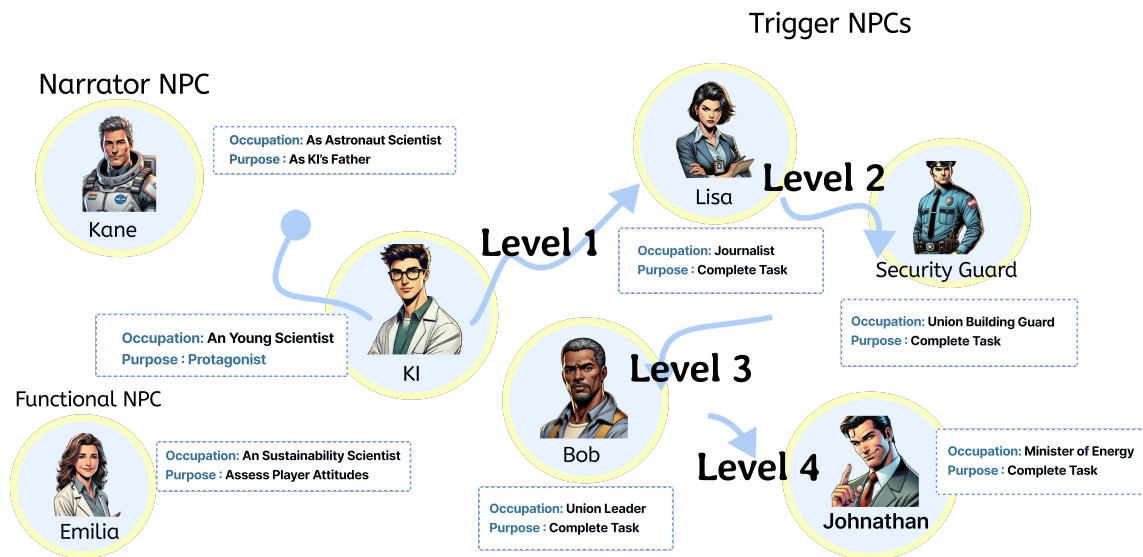 Trigger NPCs
Narrator NPC
Occupation: As Astronaut Scientist
Purpose : As KI's Father
Kane
Level 1
Lisa
Level 2
Occupation: Journalist
Purpose : Complete Task
Security Guard
Occupation: Union Building Guard
Purpose : Complete Task
Occupation: An Young Scientist
Purpose : Protagonist
KI
Level 3
Functional NPC
Occupation: An Sustainability Scientist
Purpose : Assess Player Attitudes
Emilia
Bob
Occupation: Union Leader
Purpose : Complete Task
Level 4
Occupation: Minister of Energy
Purpose : Complete Task
Johnathan